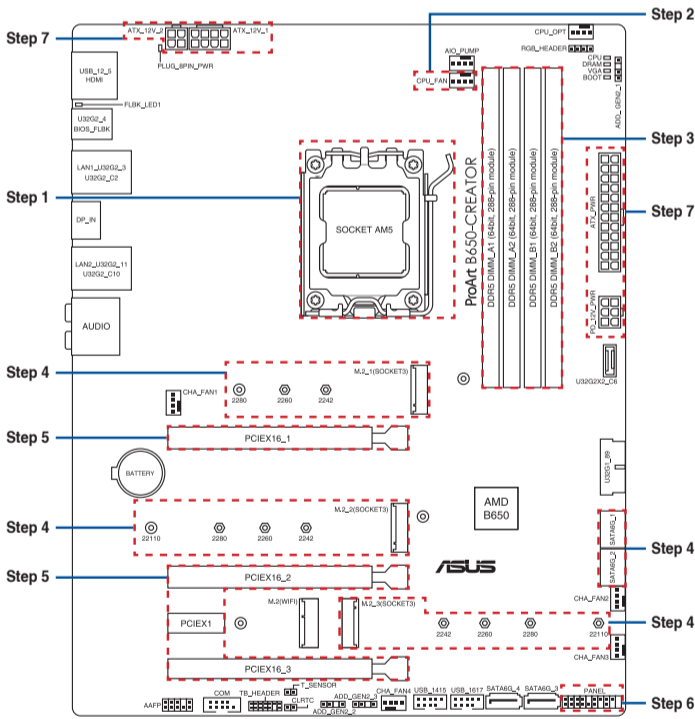 Step 2
CPU_OPT
Step 7
ATX_12V_2
ATX_12V_1
AIO_PUMP
RGB_HEADER
PLUG_8PIN_PWR
CPU_FAN
CPU
DRAM
VGA
BOOT
ADD_GEN2_1
USB_12_5
HDMI
FLBK_LED1
U32G2_4
BIOS_FLBK
Step 3
LAN1_U32G2_3
U32G2_C2
Step 1
SOCKET AM5
ProArt B650-CREATOR
DDR5 DIMM_A1 (64bit, 288-pin module)
DDR5 DIMM_A2 (64bit, 288-pin module)
DDR5 DIMM_B1 (64bit, 288-pin module)
DDR5 DIMM_B2 (64bit, 288-pin module)
ATX_PWR
Step 7
DP_IN
LAN2_U32G2_11
U32G2_C10
AUDIO
PD_12V_PWR
U32G2X2_C6
Step 4
M.2_1(SOCKET3)
CHA_FAN1
2280
2260
2242
Step 5
PCIEX16_1
BATTERY
U32G1_89
Step 4
M.2_2(SOCKET3)
22110
2280
2260
2242
AMD
B650
SATA6G_1
SATA6G_2
Step 4
ASUS
Step 5
PCIEX16_2
CHA_FAN2
M.2(WIFI)
M.2_3(SOCKET3)
PCIEX1
2242
2260
2280
22110
Step 4
CHA_FAN3
PCIEX16_3
T_SENSOR
AAFP
COM
TB_HEADER
CLRTC
ADD_GEN2_2
ADD_GEN2_3
CHA_FAN4
USB_1415
USB_1617
SATA6G_4
SATA6G_3
PANEL
Step 6